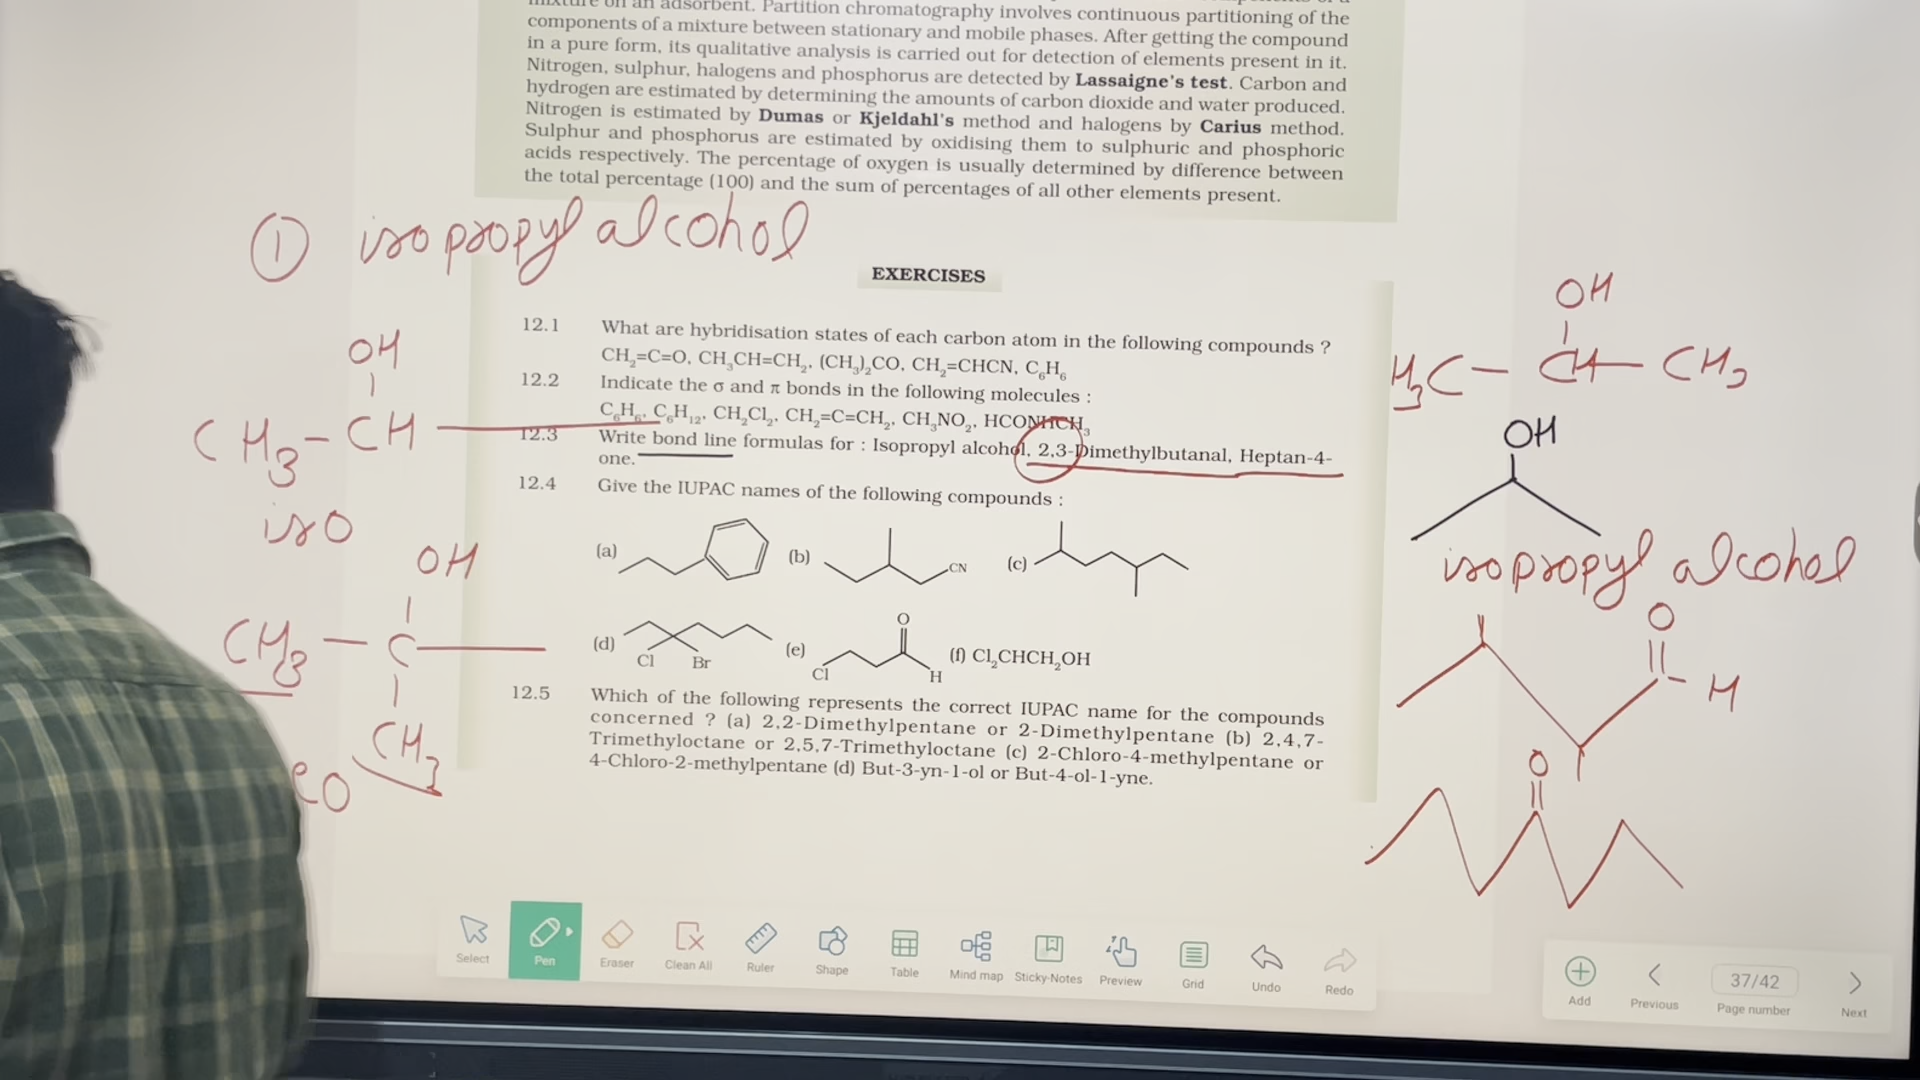 components of a mixture between stationary and mobile phases. After getting the compound
mixture on an adsorbent. Partition chromatography involves continuous partitioning of the
in a pure form, its qualitative analysis is carried out for detection of elements present in it.
Nitrogen, sulphur, halogens and phosphorus are detected by Lassaigne's test. Carbon and
hydrogen are estimated by determining the amounts of carbon dioxide and water produced.
Nitrogen is estimated by Dumas or Kjeldahl's method and halogens by Carius method.
Sulphur and phosphorus are estimated by oxidising them to sulphuric and phosphoric
acids respectively. The percentage of oxygen is usually determined by difference between
the total percentage (100) and the sum of percentages of all other elements present.
① isopropyl alcohol
EXERCISES
12.1 What are hybridisation states of each carbon atom in the following compounds ?
CH₂=C=O, CH₃CH=CH₂, (CH₃)₂CO, CH₂=CHCN, C₆H₆
12.2 Indicate the σ and π bonds in the following molecules :
C₆H₆, C₆H₁₂, CH₂Cl₂, CH₂=C=CH₂, CH₃NO₂, HCONHCH₃
12.3 Write bond line formulas for : Isopropyl alcohol, 2,3-Dimethylbutanal, Heptan-4-
one.
12.4 Give the IUPAC names of the following compounds :
(a) (b) CN (c)
(d) Cl Br (e) O Cl H (f) Cl₂CHCH₂OH
12.5 Which of the following represents the correct IUPAC name for the compounds
concerned ? (a) 2,2-Dimethylpentane or 2-Dimethylpentane (b) 2,4,7-
Trimethyloctane or 2,5,7-Trimethyloctane (c) 2-Chloro-4-methylpentane or
4-Chloro-2-methylpentane (d) But-3-yn-1-ol or But-4-ol-1-yne.
OH
CH₃-CH
iso
OH
CH₃-C
CH₃
eo
OH
H₃C-CH-CH₃
OH
isopropyl alcohol
O
H
O
Select Pen Eraser Clean All Ruler Shape Table Mind map Sticky-Notes Preview Grid Undo Redo
Add Previous 37/42 Page number Next